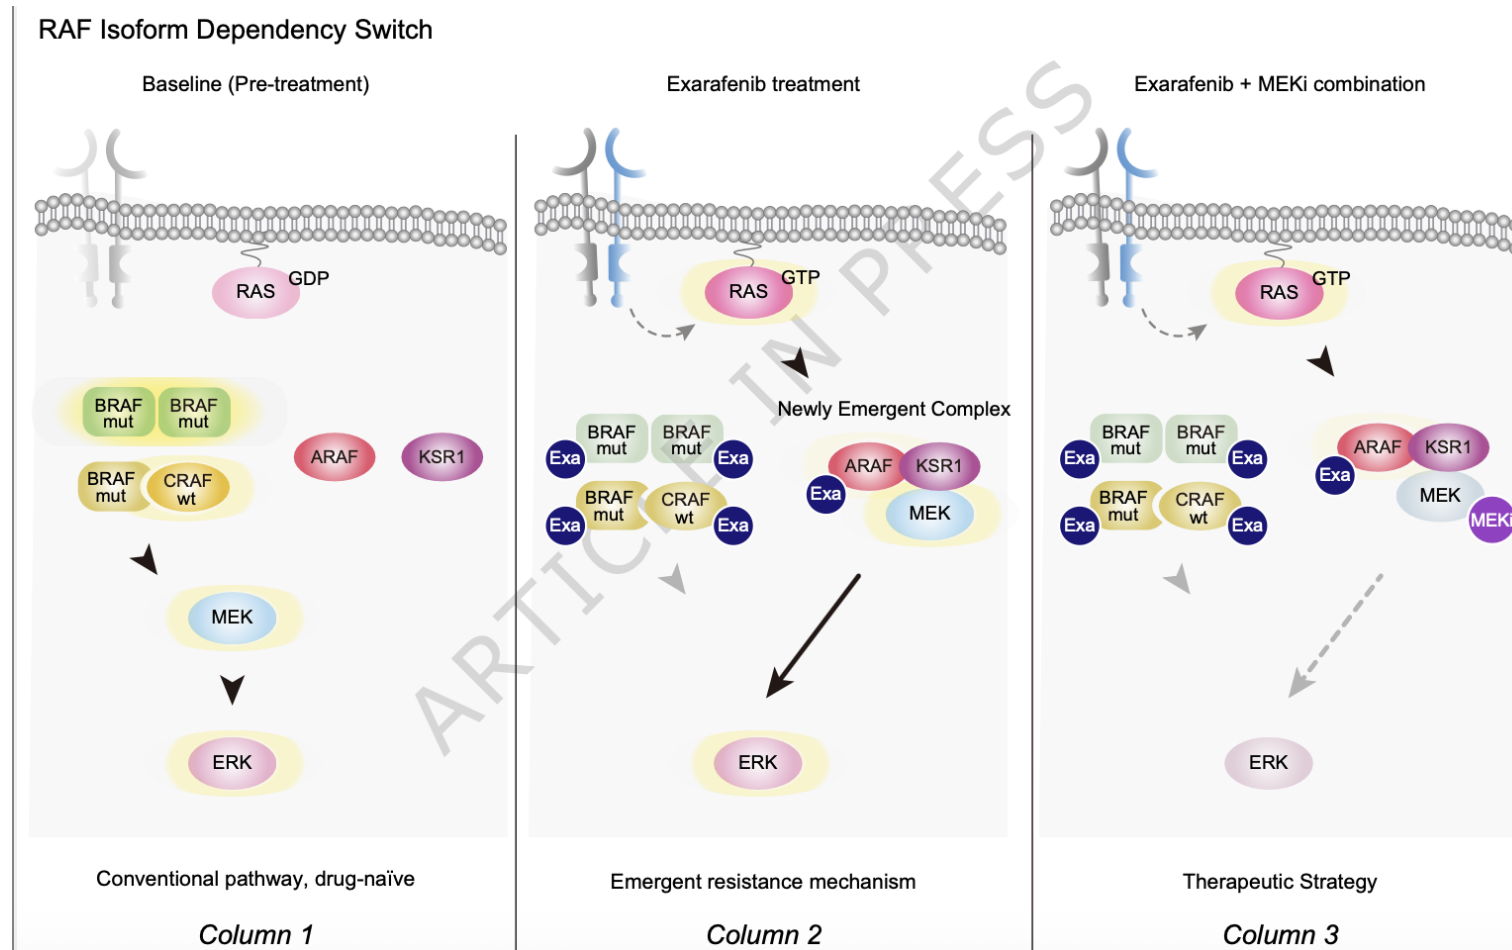 RAF Isoform Dependency Switch
Baseline (Pre-treatment)
GDP
RAS
BRAF
mut
BRAF
mut
BRAF
mut
CRAF
wt
ARAF
KSR1
MEK
ERK
Conventional pathway, drug-naïve
Column 1
Exarafenib treatment
GTP
RAS
Newly Emergent Complex
BRAF
mut
BRAF
mut
Exa
Exa
BRAF
mut
CRAF
wt
Exa
Exa
ARAF
KSR1
Exa
MEK
ERK
Emergent resistance mechanism
Column 2
Exarafenib + MEKi combination
GTP
RAS
BRAF
mut
BRAF
mut
Exa
Exa
BRAF
mut
CRAF
wt
Exa
Exa
ARAF
KSR1
Exa
MEK
MEKi
ERK
Therapeutic Strategy
Column 3
ARTICLE IN PRESS